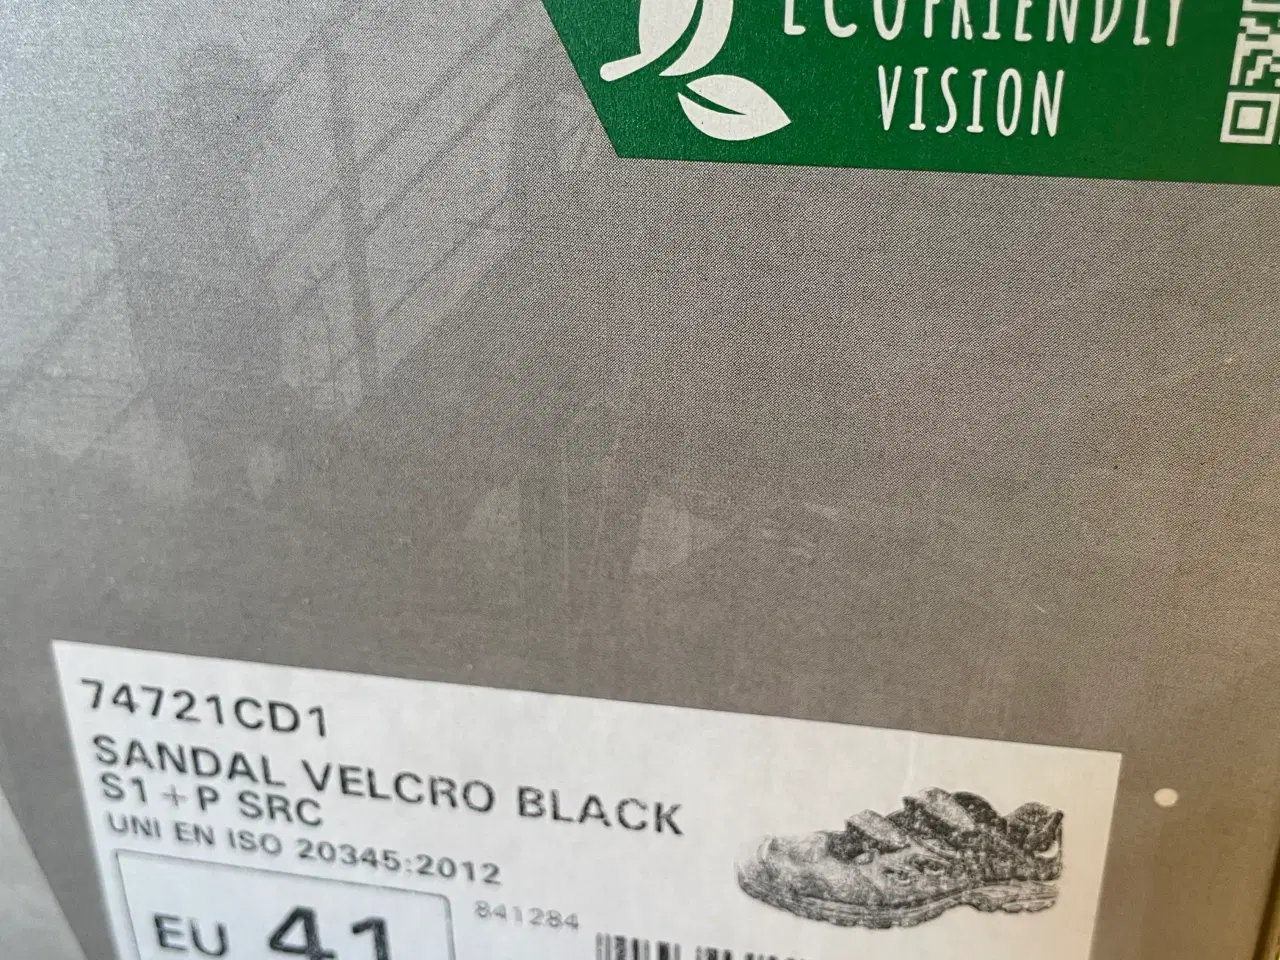 ECOFRIENDLY
VISION
74721CD1
SANDAL VELCRO BLACK
S1+P SRC
UNI EN ISO 20345:2012
841284
EU 41